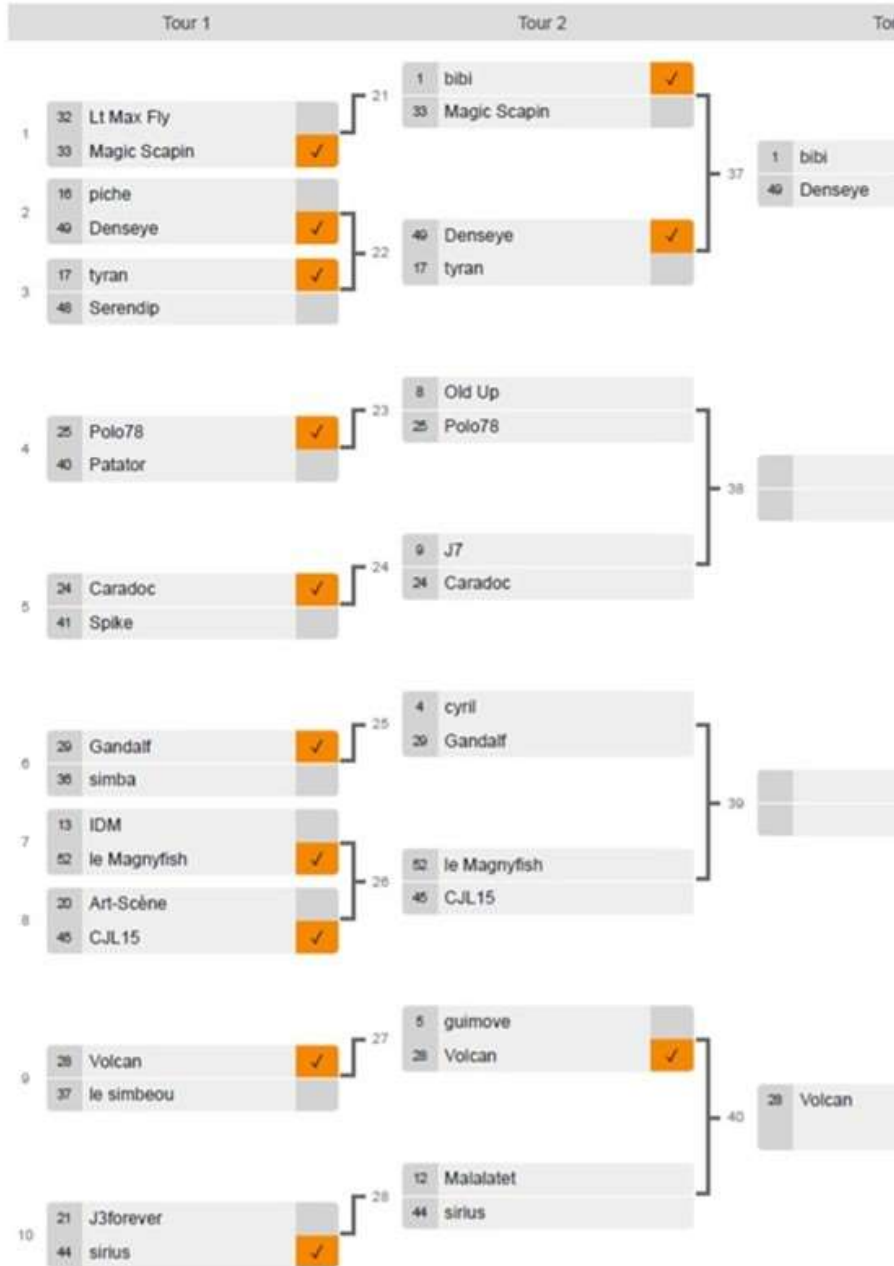 Tour 1
Tour 2
Tou
1
32 Lt Max Fly
33 Magic Scapin ✓
2
16 piche
49 Denseye ✓
3
17 tyran ✓
48 Serendip
4
25 Polo78 ✓
40 Patator
5
24 Caradoc ✓
41 Spike
6
29 Gandalf ✓
36 simba
7
13 IDM
52 le Magnyfish ✓
8
20 Art-Scène
45 CJL15 ✓
9
28 Volcan ✓
37 le simbeou
10
21 J3forever
44 sirius ✓
21
1 bibi ✓
33 Magic Scapin
22
49 Denseye ✓
17 tyran
23
8 Old Up
25 Polo78
24
9 J7
24 Caradoc
25
4 cyril
29 Gandalf
26
52 le Magnyfish
45 CJL15
27
5 guimove
28 Volcan ✓
28
12 Malalatet
44 sirius
37
1 bibi
49 Denseye
38
39
40
28 Volcan